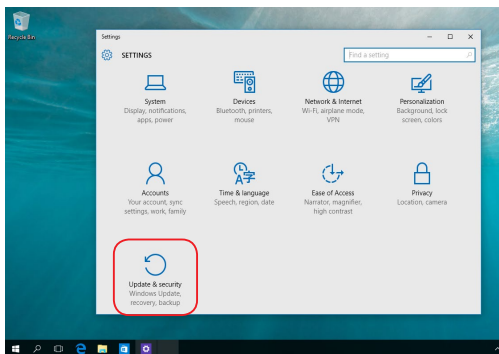 Recycle Bin
Settings
SETTINGS
Find a setting
System
Display, notifications,
apps, power
Devices
Bluetooth, printers,
mouse
Network & Internet
Wi-Fi, airplane mode,
VPN
Personalization
Background, lock
screen, colors
Accounts
Your account, sync
settings, work, family
Time & language
Speech, region, date
Ease of Access
Narrator, magnifier,
high contrast
Privacy
Location, camera
Update & security
Windows Update,
recovery, backup